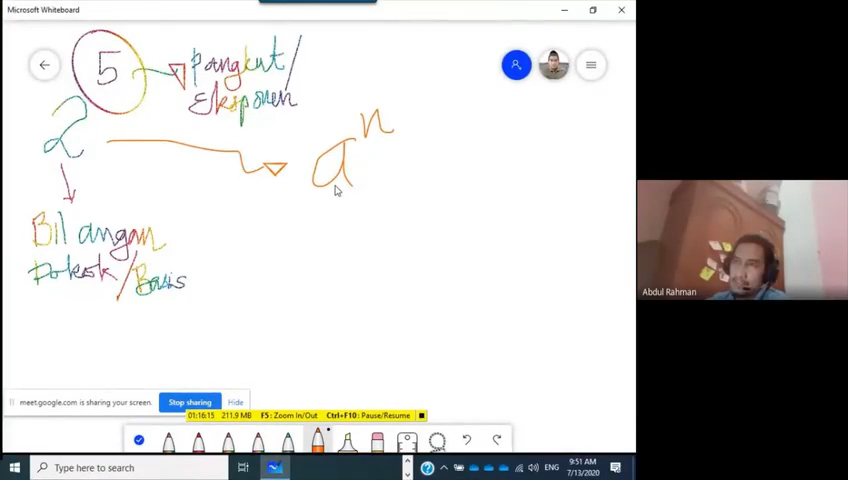 Microsoft Whiteboard
5
Pangkat/
Eksponen
2
a^n
Bilangan
Pokok/Basis
Abdul Rahman
meet.google.com is sharing your screen.
Stop sharing
Hide
01:16:15 211.9 MB F5: Zoom In/Out Ctrl+F10: Pause/Resume
Type here to search
ENG
9:51 AM
7/13/2020